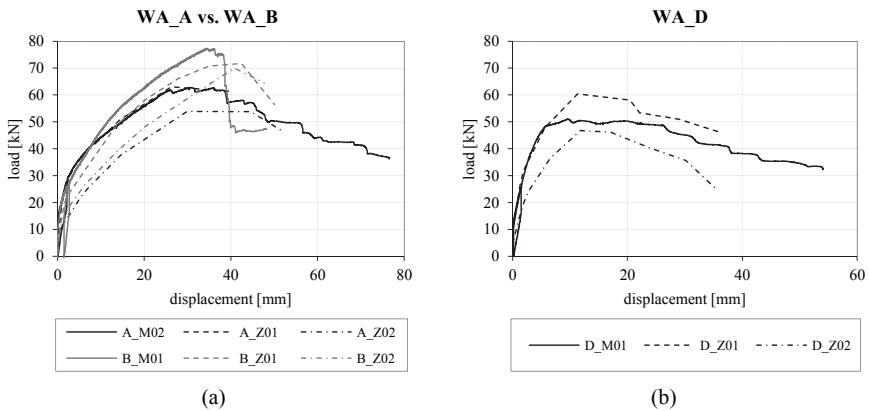 WA_A vs. WA_B
80
70
60
50
40
30
20
10
0
load [kN]
0 20 40 60 80
displacement [mm]
A_M02 A_Z01 A_Z02
B_M01 B_Z01 B_Z02
(a)
WA_D
80
70
60
50
40
30
20
10
0
load [kN]
0 20 40 60
displacement [mm]
D_M01 D_Z01 D_Z02
(b)